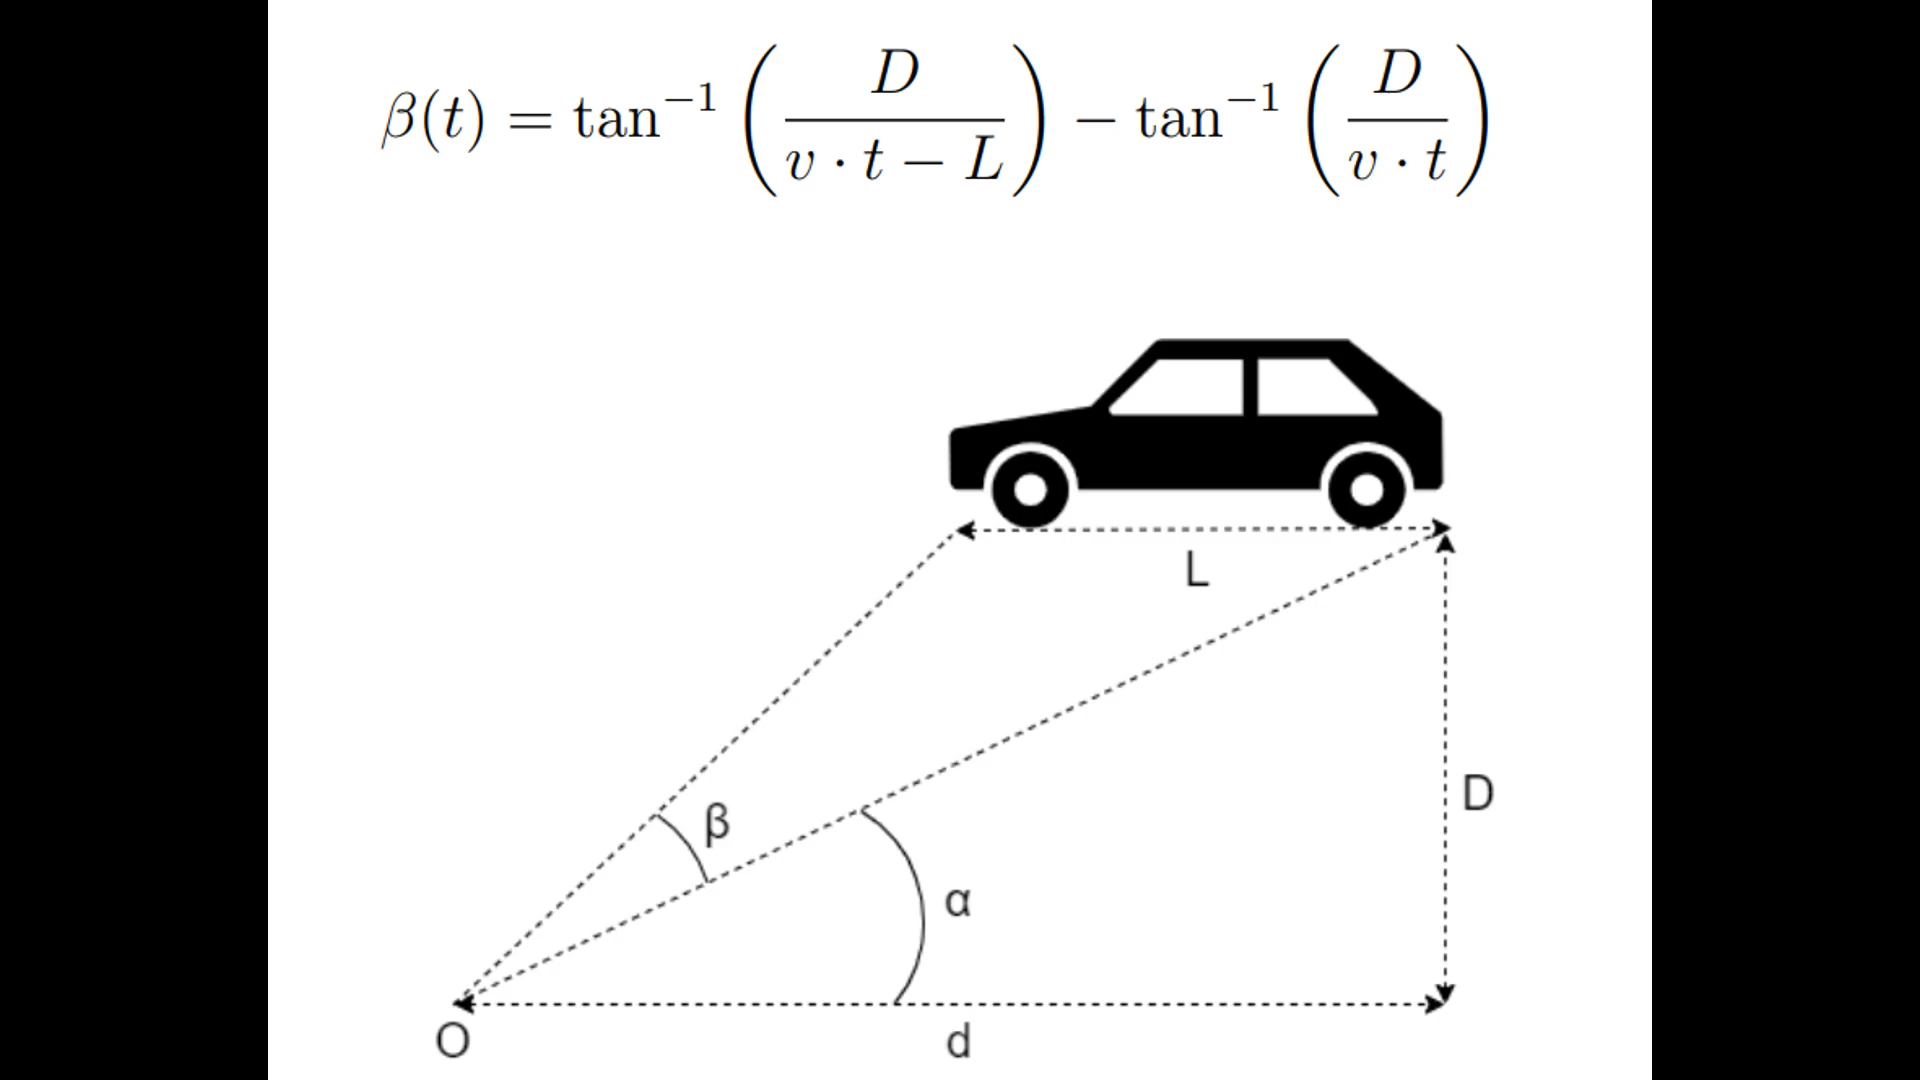 β(t) = tan⁻¹ (D / (v · t − L)) − tan⁻¹ (D / (v · t))
L
β
D
α
O
d